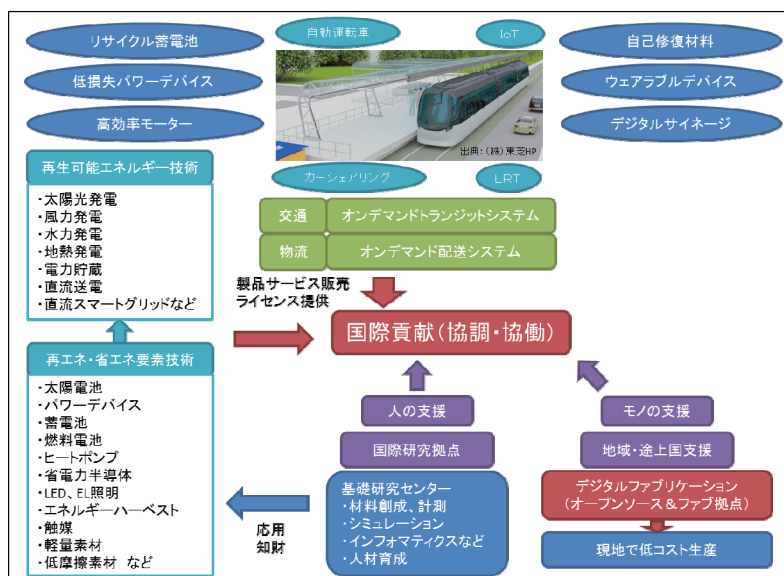 リサイクル蓄電池
低損失パワーデバイス
高効率モーター
自動運転車
IoT
出典：(株)東芝HP
カーシェアリング
LRT
自己修復材料
ウェアラブルデバイス
デジタルサイネージ
再生可能エネルギー技術
・太陽光発電
・風力発電
・水力発電
・地熱発電
・電力貯蔵
・直流送電
・直流スマートグリッドなど
交通
オンデマンドトランジットシステム
物流
オンデマンド配送システム
製品サービス販売
ライセンス提供
国際貢献(協調・協働)
再エネ・省エネ要素技術
・太陽電池
・パワーデバイス
・蓄電池
・燃料電池
・ヒートポンプ
・省電力半導体
・LED、EL照明
・エネルギーハーベスト
・触媒
・軽量素材
・低摩擦素材 など
応用
知財
人の支援
国際研究拠点
基礎研究センター
・材料創成、計測
・シミュレーション
・インフォマティクスなど
・人材育成
モノの支援
地域・途上国支援
デジタルファブリケーション
(オープンソース＆ファブ拠点)
現地で低コスト生産